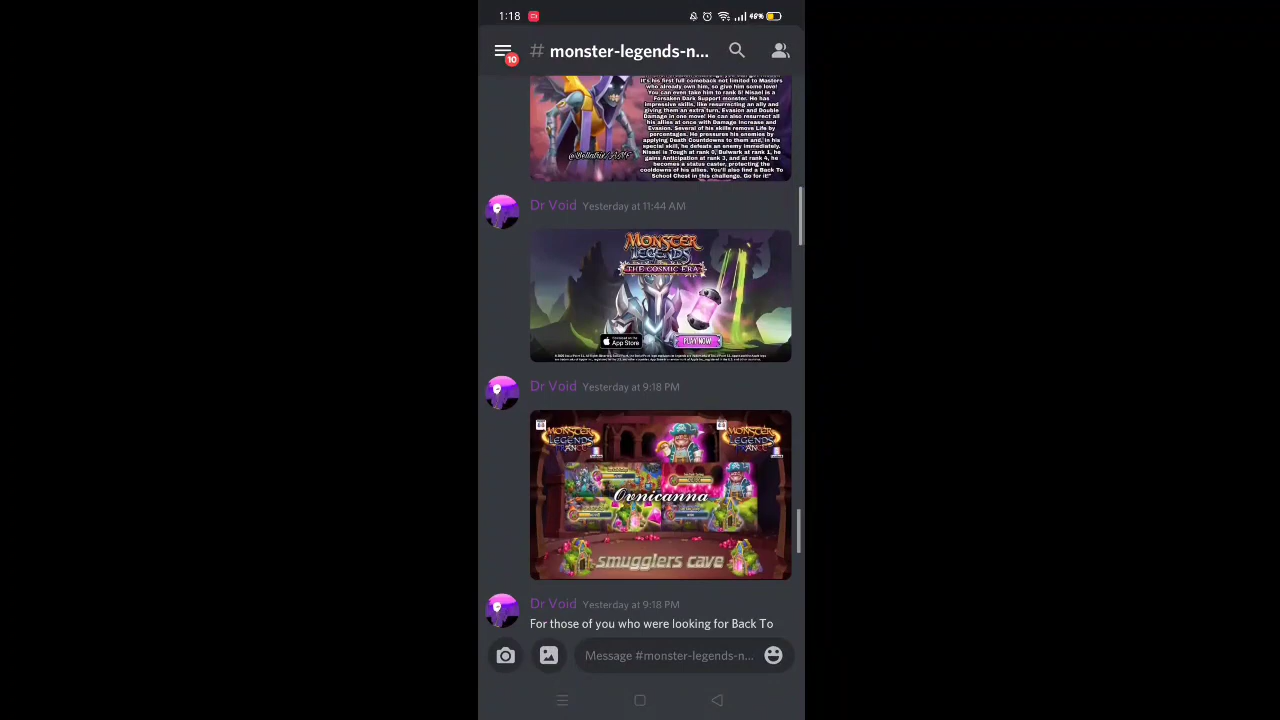 1:18
48%
10
# monster-legends-n...
It's his first full comeback not limited to Masters
who already own him, so give him some love!
You can even take him to rank 5! Nisael is a
Forsaken Dark Support monster. He has
impressive skills, like resurrecting an ally and
giving them an extra turn, Evasion and Double
Damage in one move! He can also resurrect all
his allies at once with Damage Increase and
Evasion. Several of his skills remove Life by
percentages. He pressures his enemies by
applying Death Countdowns to them and, in his
special skill, he defeats an enemy immediately.
Nisael is Tough at rank 0, Bulwark at rank 1, he
gains Anticipation at rank 3, and at rank 4, he
becomes a status caster, protecting the
cooldowns of his allies. You'll also find a Back To
School Chest in this challenge. Go for it!"
Dr Void Yesterday at 11:44 AM
MONSTER
LEGENDS
THE COSMIC ERA
App Store
PLAY NOW
Dr Void Yesterday at 9:18 PM
MONSTER MONSTER
LEGENDS LEGENDS
FRANCE
Ovnicanna
smugglers cave
Dr Void Yesterday at 9:18 PM
For those of you who were looking for Back To
Message #monster-legends-n...